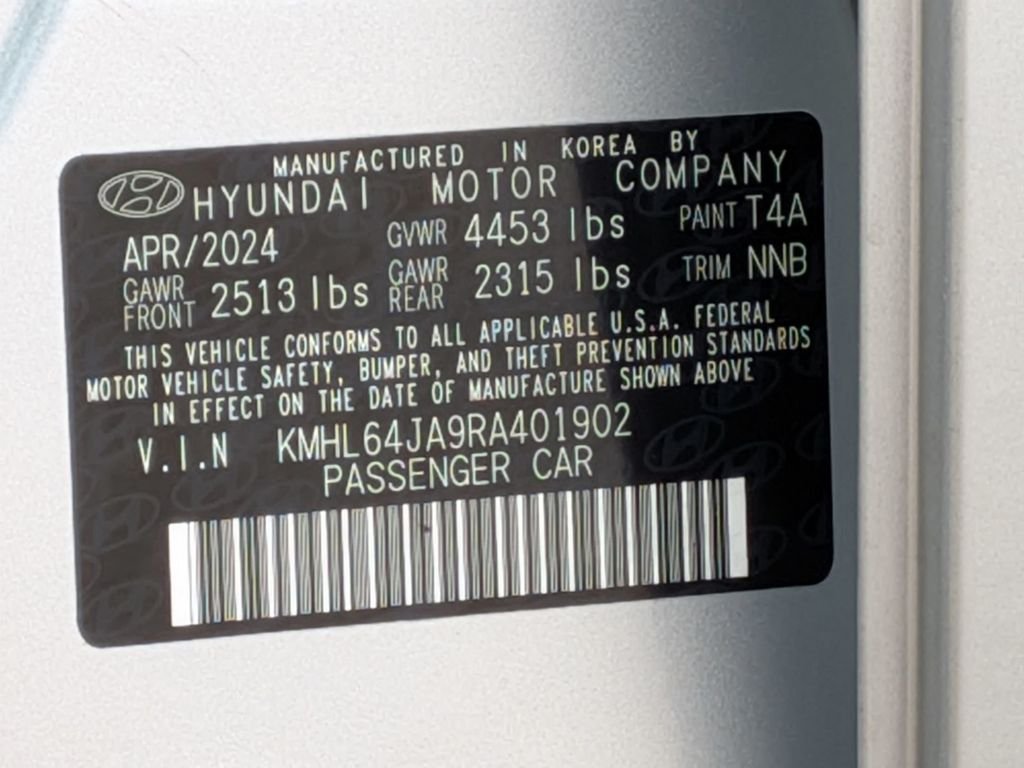 MANUFACTURED IN KOREA BY
HYUNDAI MOTOR COMPANY
APR/2024 GVWR 4453 lbs PAINT T4A
GAWR FRONT 2513 lbs GAWR REAR 2315 lbs TRIM NNB
THIS VEHICLE CONFORMS TO ALL APPLICABLE U.S.A. FEDERAL
MOTOR VEHICLE SAFETY, BUMPER, AND THEFT PREVENTION STANDARDS
IN EFFECT ON THE DATE OF MANUFACTURE SHOWN ABOVE
V.I.N KMHL64JA9RA401902
PASSENGER CAR